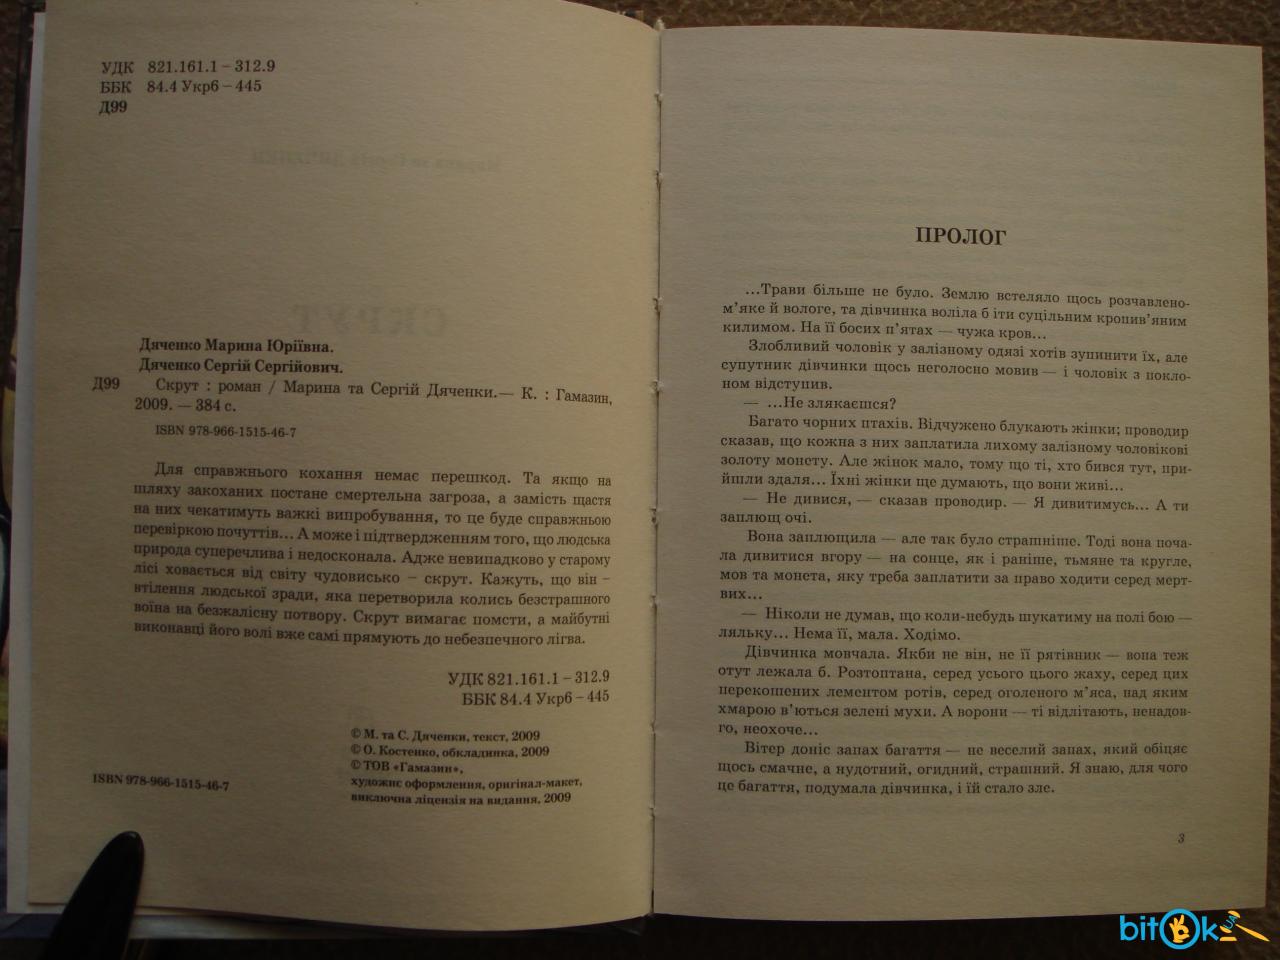 УДК 821.161.1 – 312.9
ББК 84.4 Укр6 – 445
Д99
СКРУТ
Дяченко Марина Юріївна.
Дяченко Сергій Сергійович.
Д99 Скрут : роман / Марина та Сергій Дяченки.— К. : Гамазин,
2009. — 384 с.
ISBN 978-966-1515-46-7
Для справжнього кохання немає перешкод. Та якщо на
шляху закоханих постане смертельна загроза, а замість щастя
на них чекатимуть важкі випробування, то це буде справжньою
перевіркою почуттів... А може і підтвердженням того, що людська
природа суперечлива і недосконала. Адже невипадково у старому
лісі ховається від світу чудовисько – скрут. Кажуть, що він –
втілення людської зради, яка перетворила колись безстрашного
воїна на безжалісну потвору. Скрут вимагає помсти, а майбутні
виконавці його волі вже самі прямують до небезпечного лігва.
УДК 821.161.1 – 312.9
ББК 84.4 Укр6 – 445
© М. та С. Дяченки, текст, 2009
© О. Костенко, обкладинка, 2009
© ТОВ «Гамазин»,
художнє оформлення, оригінал-макет,
виключна ліцензія на видання, 2009
ISBN 978-966-1515-46-7
ПРОЛОГ
...Трави більше не було. Землю встеляло щось розчавлено-
м’яке й вологе, та дівчинка воліла б іти суцільним кропив’яним
килимом. На її босих п’ятах — чужа кров...
Злобливий чоловік у залізному одязі хотів зупинити їх, але
супутник дівчинки щось неголосно мовив — і чоловік з покло-
ном відступив.
— ...Не злякаєшся?
Багато чорних птахів. Відчужено блукають жінки; проводир
сказав, що кожна з них заплатила лихому залізному чоловікові
золоту монету. Але жінок мало, тому що ті, хто бився тут, при-
йшли здаля... Їхні жінки ще думають, що вони живі...
— Не дивися, — сказав проводир. — Я дивитимусь... А ти
заплющ очі.
Вона заплющила — але так було страшніше. Тоді вона поча-
ла дивитися вгору — на сонце, як і раніше, тьмяне та кругле,
мов та монета, яку треба заплатити за право ходити серед мерт-
вих...
— Ніколи не думав, що коли-небудь шукатиму на полі бою —
ляльку... Нема її, мала. Ходімо.
Дівчинка мовчала. Якби не він, не її рятівник — вона теж
отут лежала б. Розтоптана, серед усього цього жаху, серед цих
перекошених лементом ротів, серед оголеного м’яса, над яким
хмарою в’ються зелені мухи. А ворони — ті відлітають, ненадов-
го, неохоче...
Вітер доніс запах багаття — не веселий запах, який обіцяє
щось смачне, а нудотний, огидний, страшний. Я знаю, для чого
це багаття, подумала дівчинка, і їй стало зле.
3
bitOk
UA